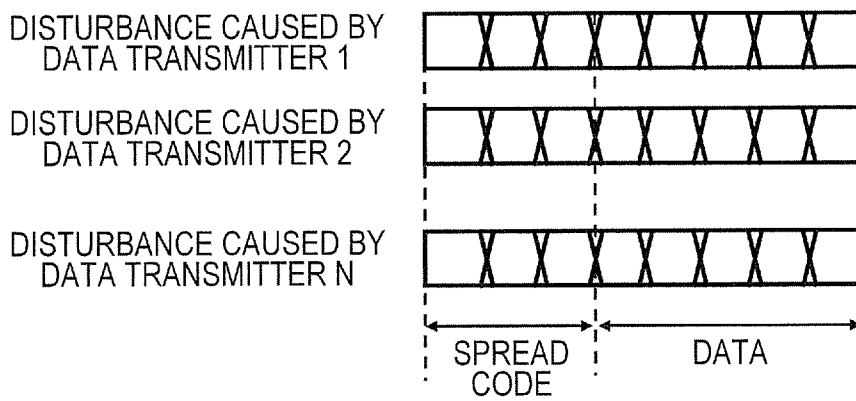 DISTURBANCE CAUSED BY
DATA TRANSMITTER 1
DISTURBANCE CAUSED BY
DATA TRANSMITTER 2
DISTURBANCE CAUSED BY
DATA TRANSMITTER N
SPREAD
CODE
DATA